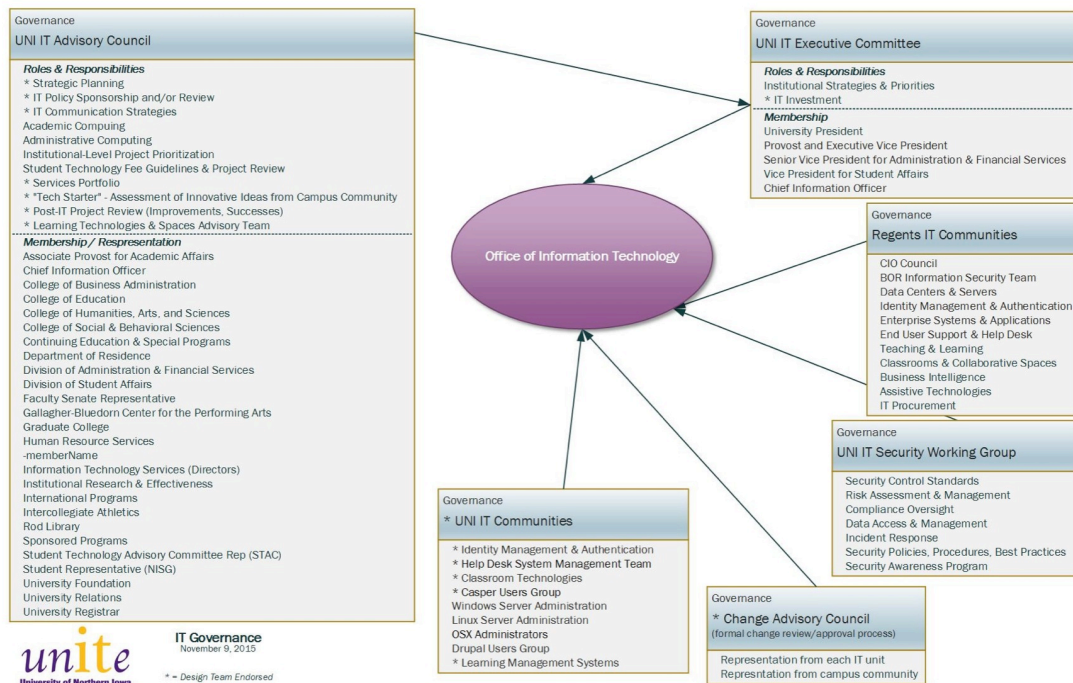 Governance
UNI IT Advisory Council
Roles & Responsibilities
* Strategic Planning
* IT Policy Sponsorship and/or Review
* IT Communication Strategies
Academic Compuing
Administrative Computing
Institutional-Level Project Prioritization
Student Technology Fee Guidelines & Project Review
* Services Portfolio
* "Tech Starter" - Assessment of Innovative Ideas from Campus Community
* Post-IT Project Review (Improvements, Successes)
* Learning Technologies & Spaces Advisory Team
Membership / Respresentation
Associate Provost for Academic Affairs
Chief Information Officer
College of Business Administration
College of Education
College of Humanities, Arts, and Sciences
College of Social & Behavioral Sciences
Continuing Education & Special Programs
Department of Residence
Division of Administration & Financial Services
Division of Student Affairs
Faculty Senate Representative
Gallagher-Bluedorn Center for the Performing Arts
Graduate College
Human Resource Services
-memberName
Information Technology Services (Directors)
Institutional Research & Effectiveness
International Programs
Intercollegiate Athletics
Rod Library
Sponsored Programs
Student Technology Advisory Committee Rep (STAC)
Student Representative (NISG)
University Foundation
University Relations
University Registrar
Governance
UNI IT Executive Committee
Roles & Responsibilities
Institutional Strategies & Priorities
* IT Investment
Membership
University President
Provost and Executive Vice President
Senior Vice President for Administration & Financial Services
Vice President for Student Affairs
Chief Information Officer
Office of Information Technology
Governance
Regents IT Communities
CIO Council
BOR Information Security Team
Data Centers & Servers
Identity Management & Authentication
Enterprise Systems & Applications
End User Support & Help Desk
Teaching & Learning
Classrooms & Collaborative Spaces
Business Intelligence
Assistive Technologies
IT Procurement
Governance
UNI IT Security Working Group
Security Control Standards
Risk Assessment & Management
Compliance Oversight
Data Access & Management
Incident Response
Security Policies, Procedures, Best Practices
Security Awareness Program
Governance
* UNI IT Communities
* Identity Management & Authentication
* Help Desk System Management Team
* Classroom Technologies
* Casper Users Group
Windows Server Administration
Linux Server Administration
OSX Administrators
Drupal Users Group
* Learning Management Systems
Governance
* Change Advisory Council
(formal change review/approval process)
Representation from each IT unit
Represntation from campus community
unite
University of Northern Iowa
IT Governance
November 9, 2015
* = Design Team Endorsed